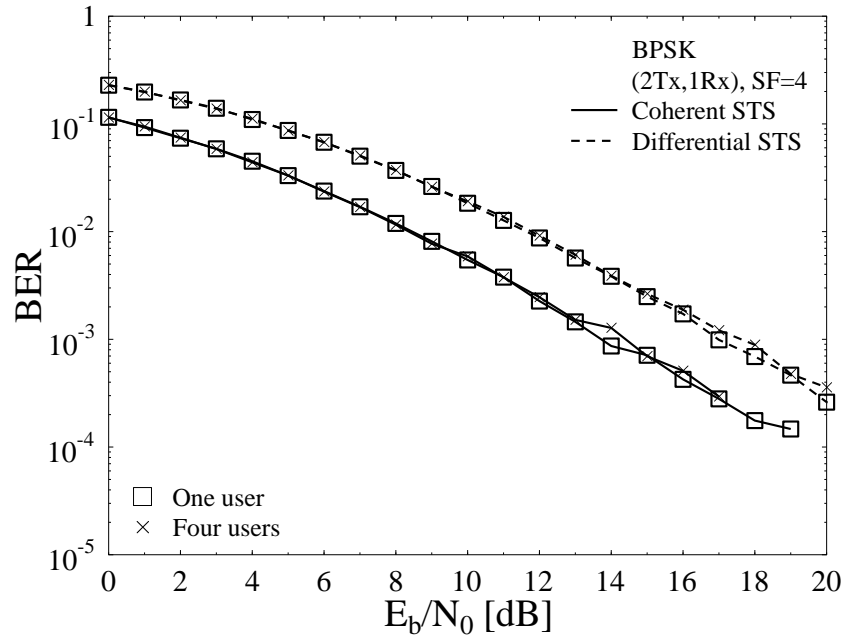 1
10^-1
10^-2
10^-3
10^-4
10^-5
BER
BPSK
(2Tx,1Rx), SF=4
Coherent STS
Differential STS
One user
Four users
0 2 4 6 8 10 12 14 16 18 20
E_b/N_0 [dB]